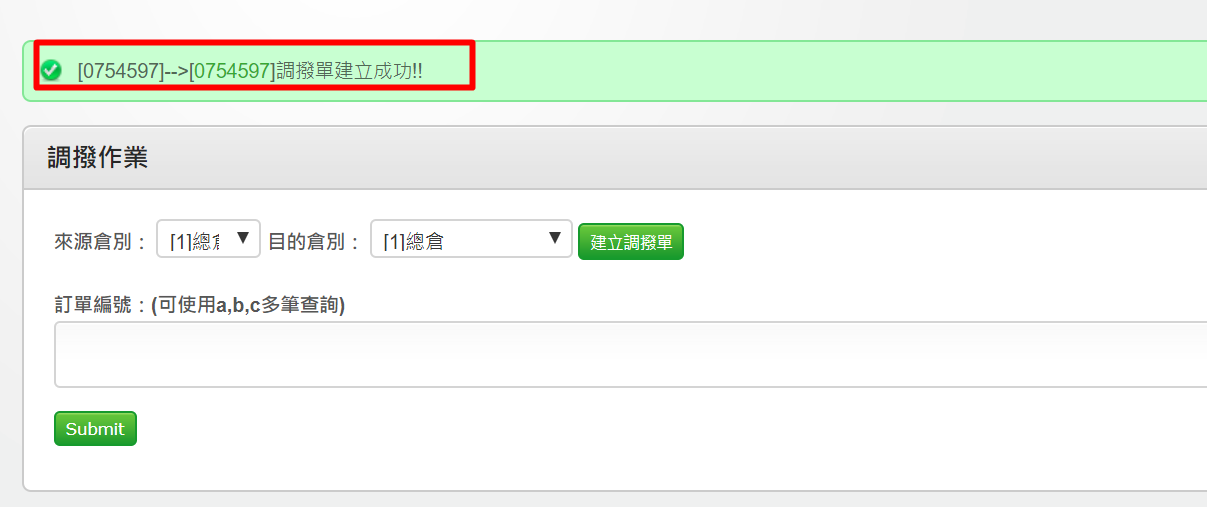 [0754597]-->[0754597]調撥單建立成功!!
調撥作業
來源倉別： [1]總倉 目的倉別： [1]總倉 建立調撥單
訂單編號：(可使用a,b,c多筆查詢)
Submit